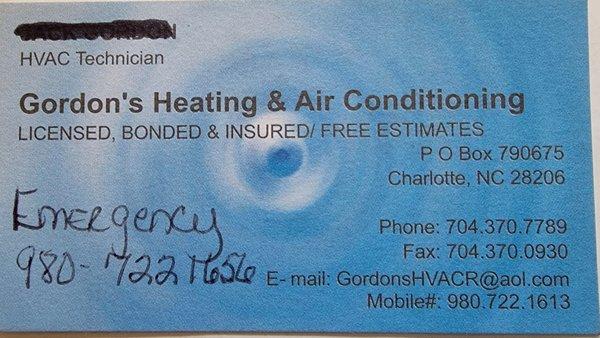 HVAC Technician
Gordon's Heating & Air Conditioning
LICENSED, BONDED & INSURED/ FREE ESTIMATES
P O Box 790675
Charlotte, NC 28206
Emergency
980-7221656
Phone: 704.370.7789
Fax: 704.370.0930
E- mail: GordonsHVACR@aol.com
Mobile#: 980.722.1613